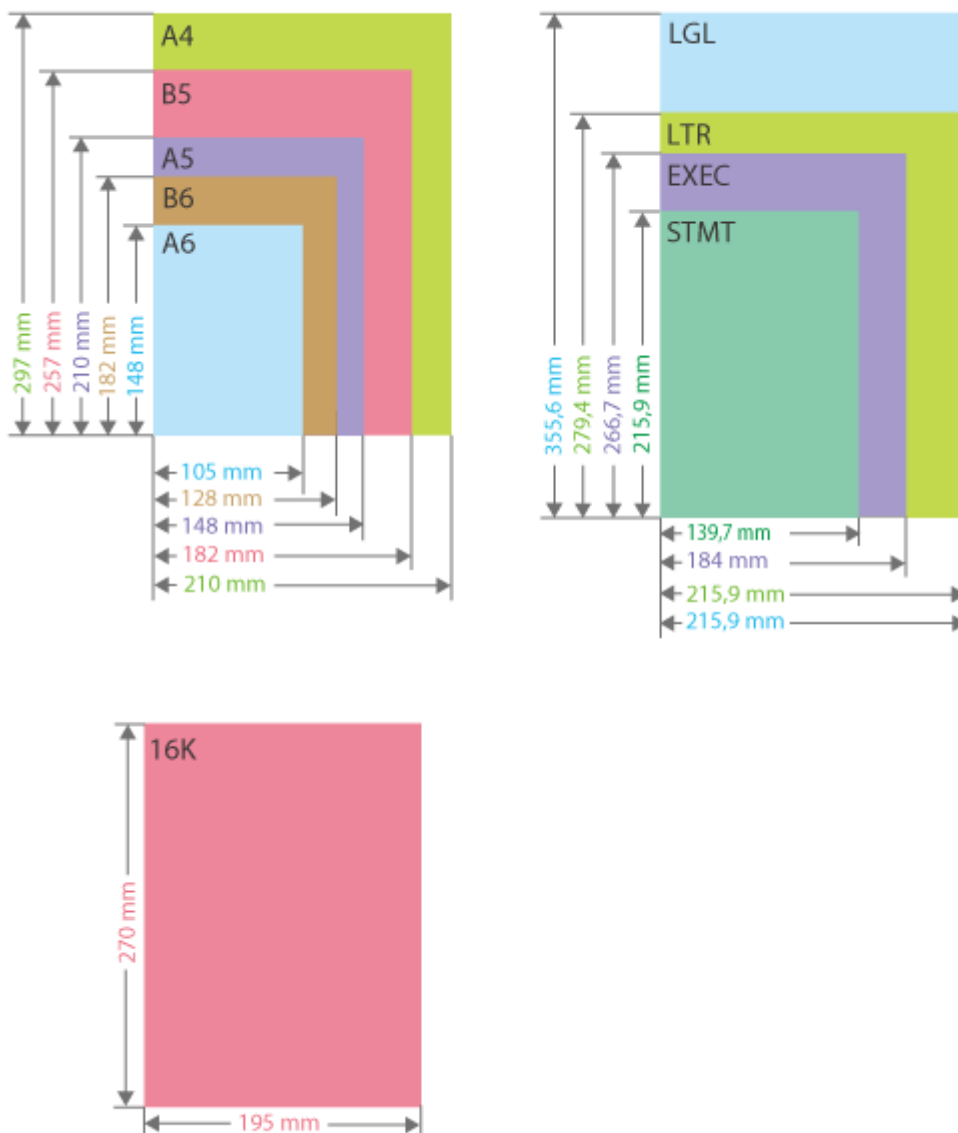 A4
B5
A5
B6
A6
297 mm
257 mm
210 mm
182 mm
148 mm
105 mm
128 mm
148 mm
182 mm
210 mm
LGL
LTR
EXEC
STMT
355,6 mm
279,4 mm
266,7 mm
215,9 mm
139,7 mm
184 mm
215,9 mm
215,9 mm
16K
270 mm
195 mm